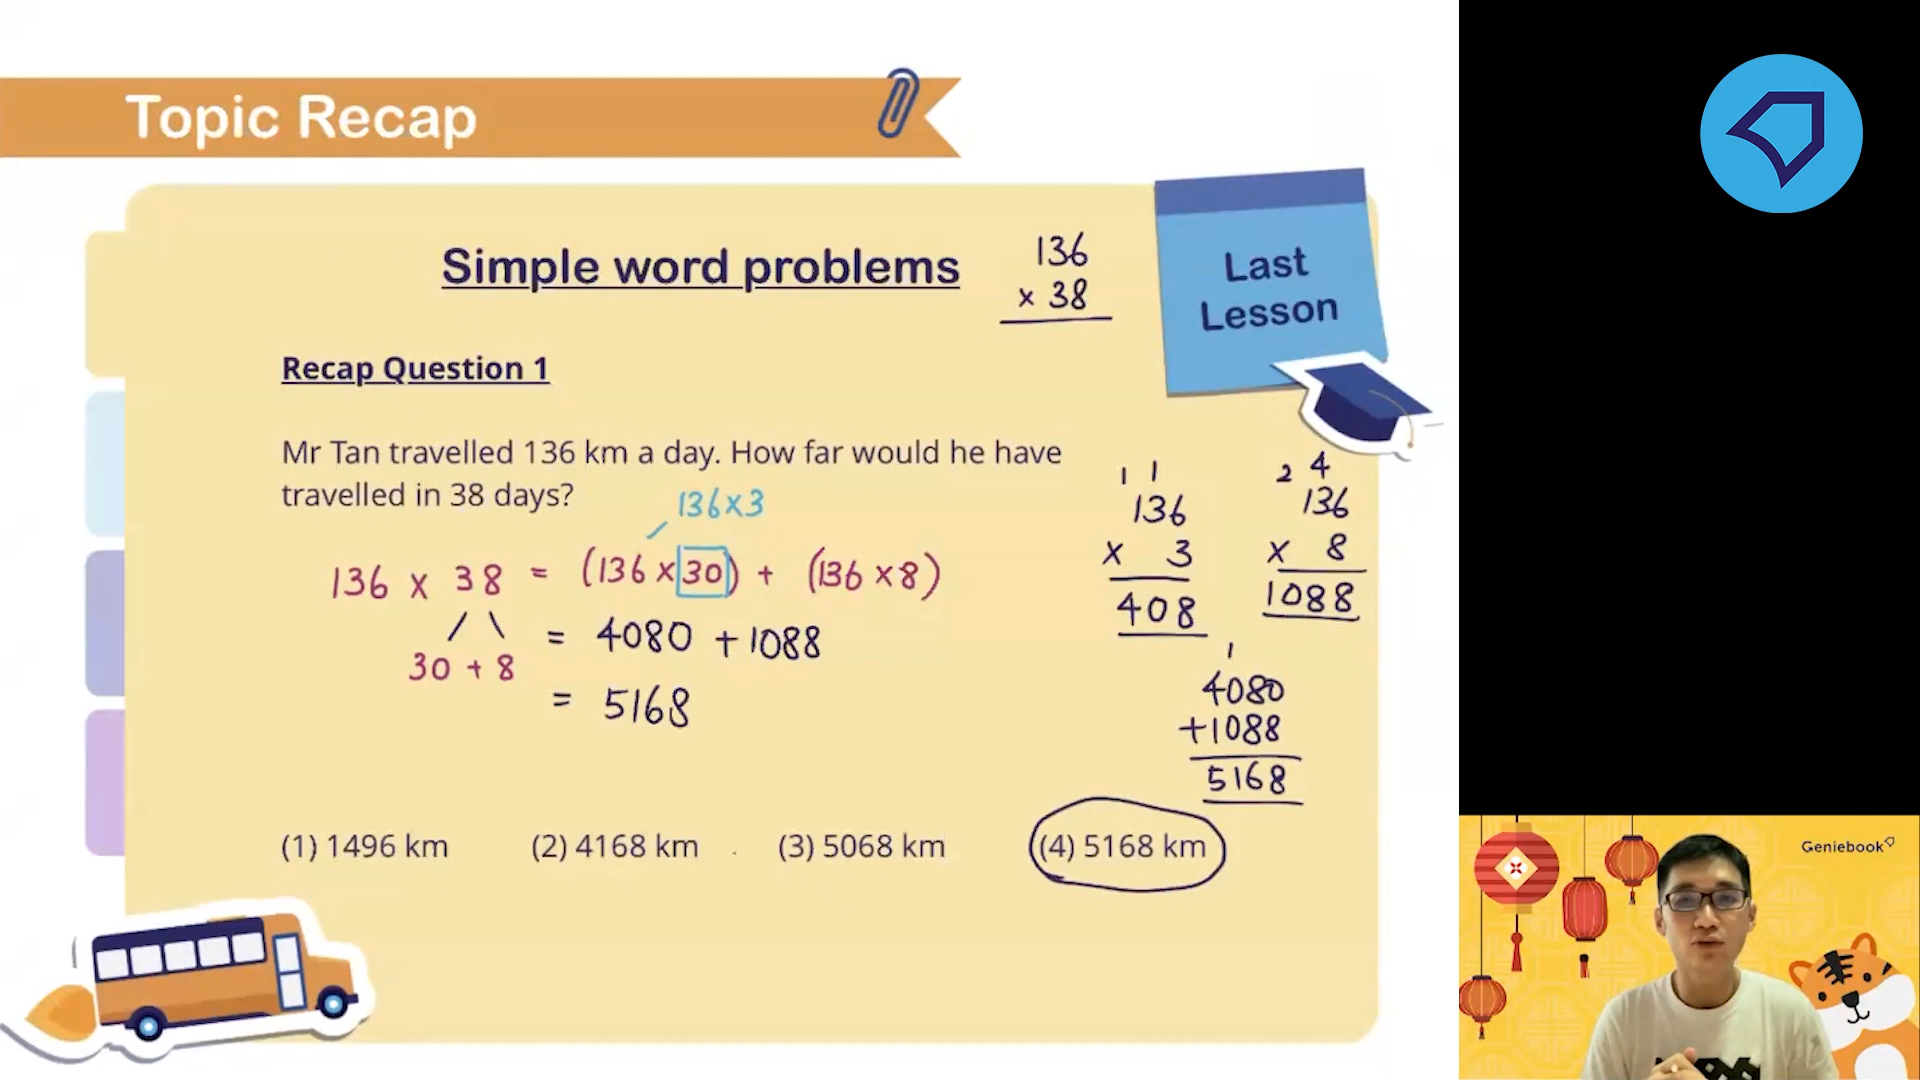 Topic Recap
Simple word problems
136
× 38
Last
Lesson
Recap Question 1
Mr Tan travelled 136 km a day. How far would he have
travelled in 38 days?
136×3
136 × 38 = (136 × 30) + (136 × 8)
30 + 8
= 4080 + 1088
= 5168
1 1
136
× 3
408
2 4
136
× 8
1088
1
4080
+1088
5168
(1) 1496 km (2) 4168 km (3) 5068 km (4) 5168 km
Geniebook